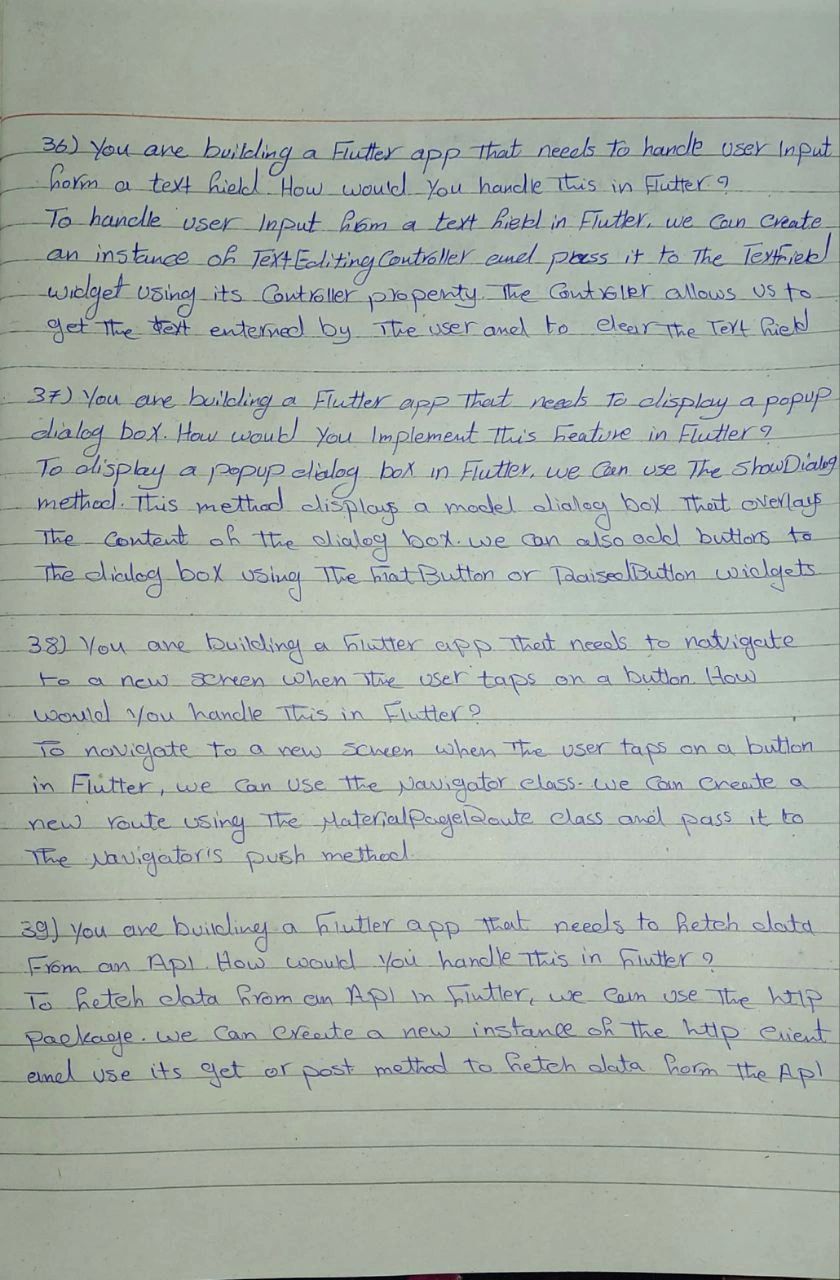 36) You are building a Flutter app that needs to handle user Input
form a text field. How would You handle this in Flutter?
To handle user Input from a text field in Flutter, we can create
an instance of TextEditingController and pass it to the Textfield
widget using its Controller property. The Controller allows us to
get the text enterned by the user and to clear the Text field
37) You are building a Flutter app that needs to display a popup
dialog box. How would You Implement this feature in Flutter?
To display a popup dialog box in Flutter, we can use the ShowDialog
method. This method displays a model dialog box that overlays
the content of the dialog box. we can also add buttons to
the dialog box using the FlatButton or RaisedButton widgets
38) You are building a flutter app that needs to natvigate
to a new screen when the user taps on a button. How
would You handle this in Flutter?
To navigate to a new screen when the user taps on a button
in Flutter, we can use the Navigator class. we can create a
new route using the MaterialPageRoute class and pass it to
the Navigator's push method.
39) You are building a flutter app that needs to fetch data
From an API. How would You handle this in flutter?
To fetch data from an API in flutter, we can use the http
package. we can create a new instance of the http client
and use its get or post method to fetch data form the API